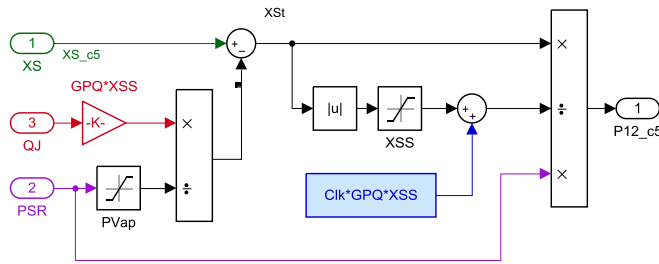 XSt
1
XS
XS_c5
+
−
×
÷
×
1
P12_c5
GPQ*XSS
3
QJ
-K-
×
÷
|u|
XSS
+
+
2
PSR
PVap
Clk*GPQ*XSS